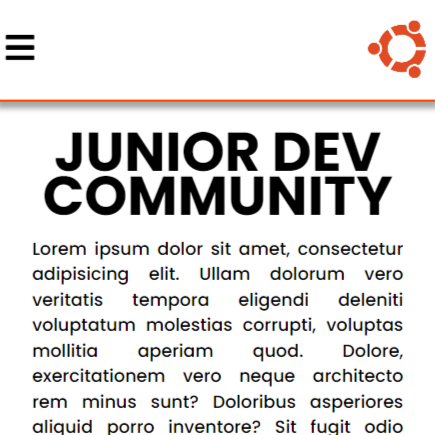 JUNIOR DEV
COMMUNITY
Lorem ipsum dolor sit amet, consectetur
adipisicing elit. Ullam dolorum vero
veritatis tempora eligendi deleniti
voluptatum molestias corrupti, voluptas
mollitia aperiam quod. Dolore,
exercitationem vero neque architecto
rem minus sunt? Doloribus asperiores
aliquid porro inventore? Sit fugit odio